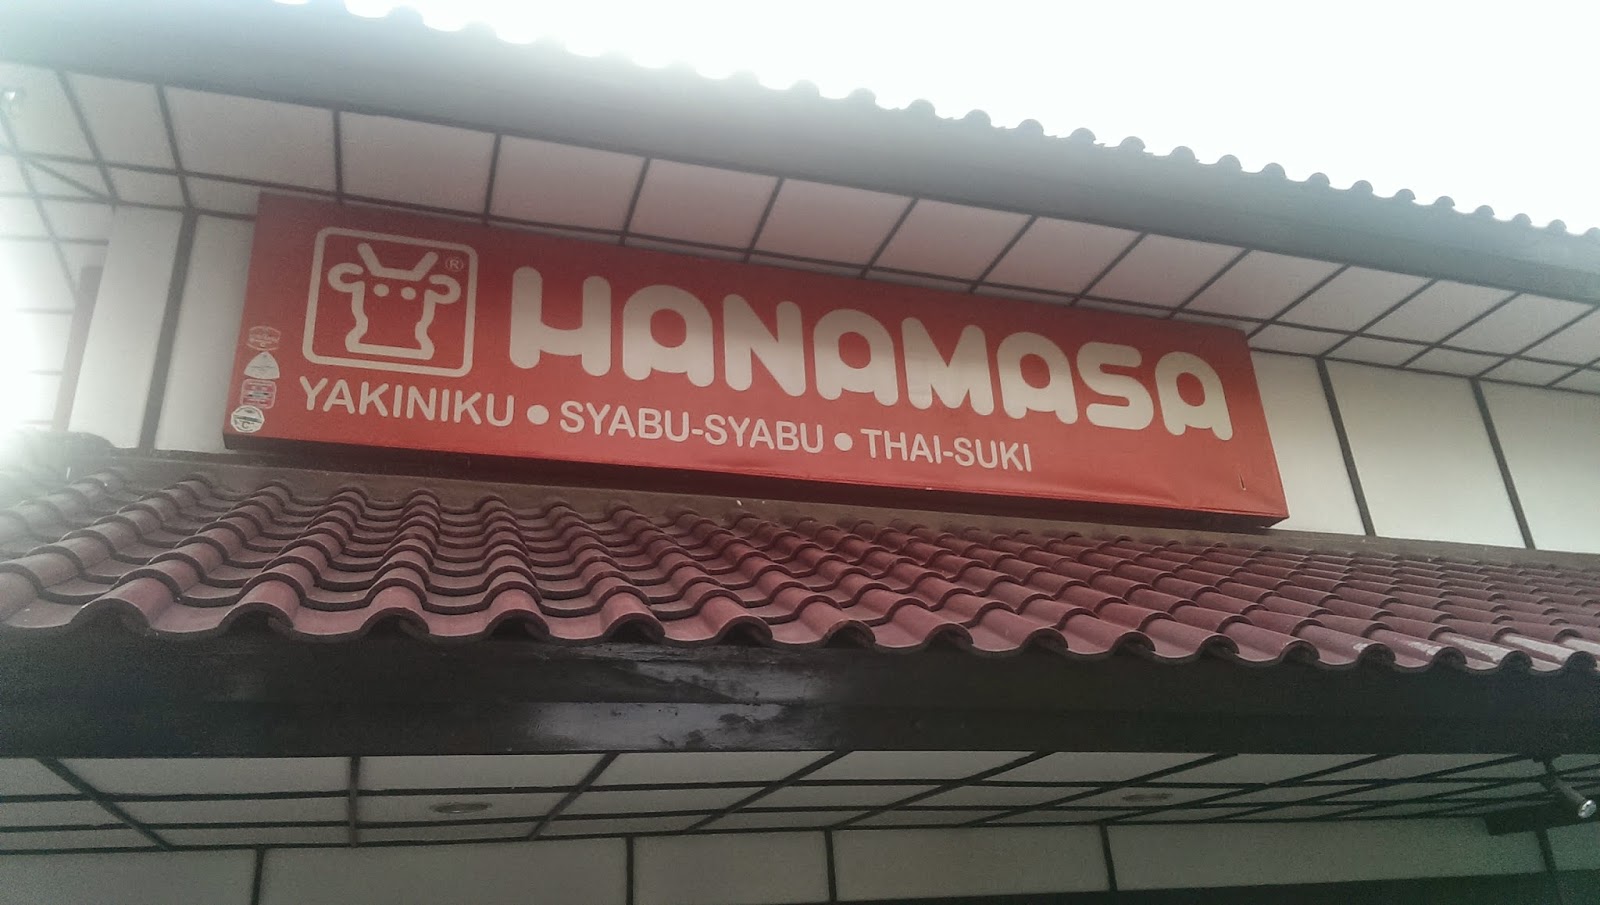 HANAMASA
®
YAKINIKU • SYABU-SYABU • THAI-SUKI